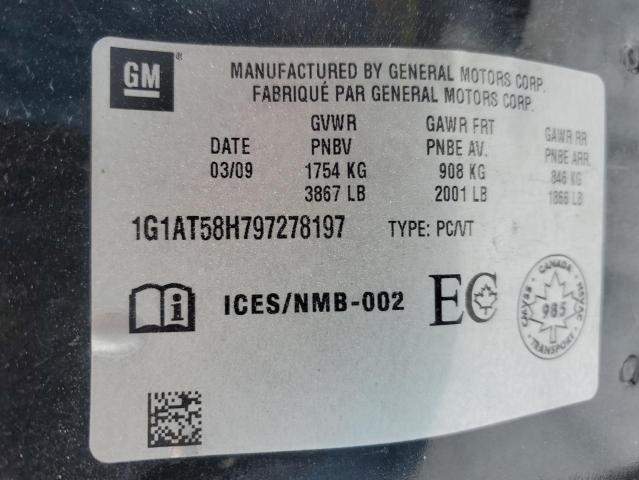 GM
MANUFACTURED BY GENERAL MOTORS CORP.
FABRIQUÉ PAR GENERAL MOTORS CORP.
GVWR GAWR FRT GAWR RR
DATE PNBV PNBE AV. PNBE ARR.
03/09 1754 KG 908 KG 846 KG
3867 LB 2001 LB 1866 LB
1G1AT58H797278197 TYPE: PC/VT
ICES/NMB-002 EC
CANADA
CMVSS 985 NSVAC
TRANSPORT